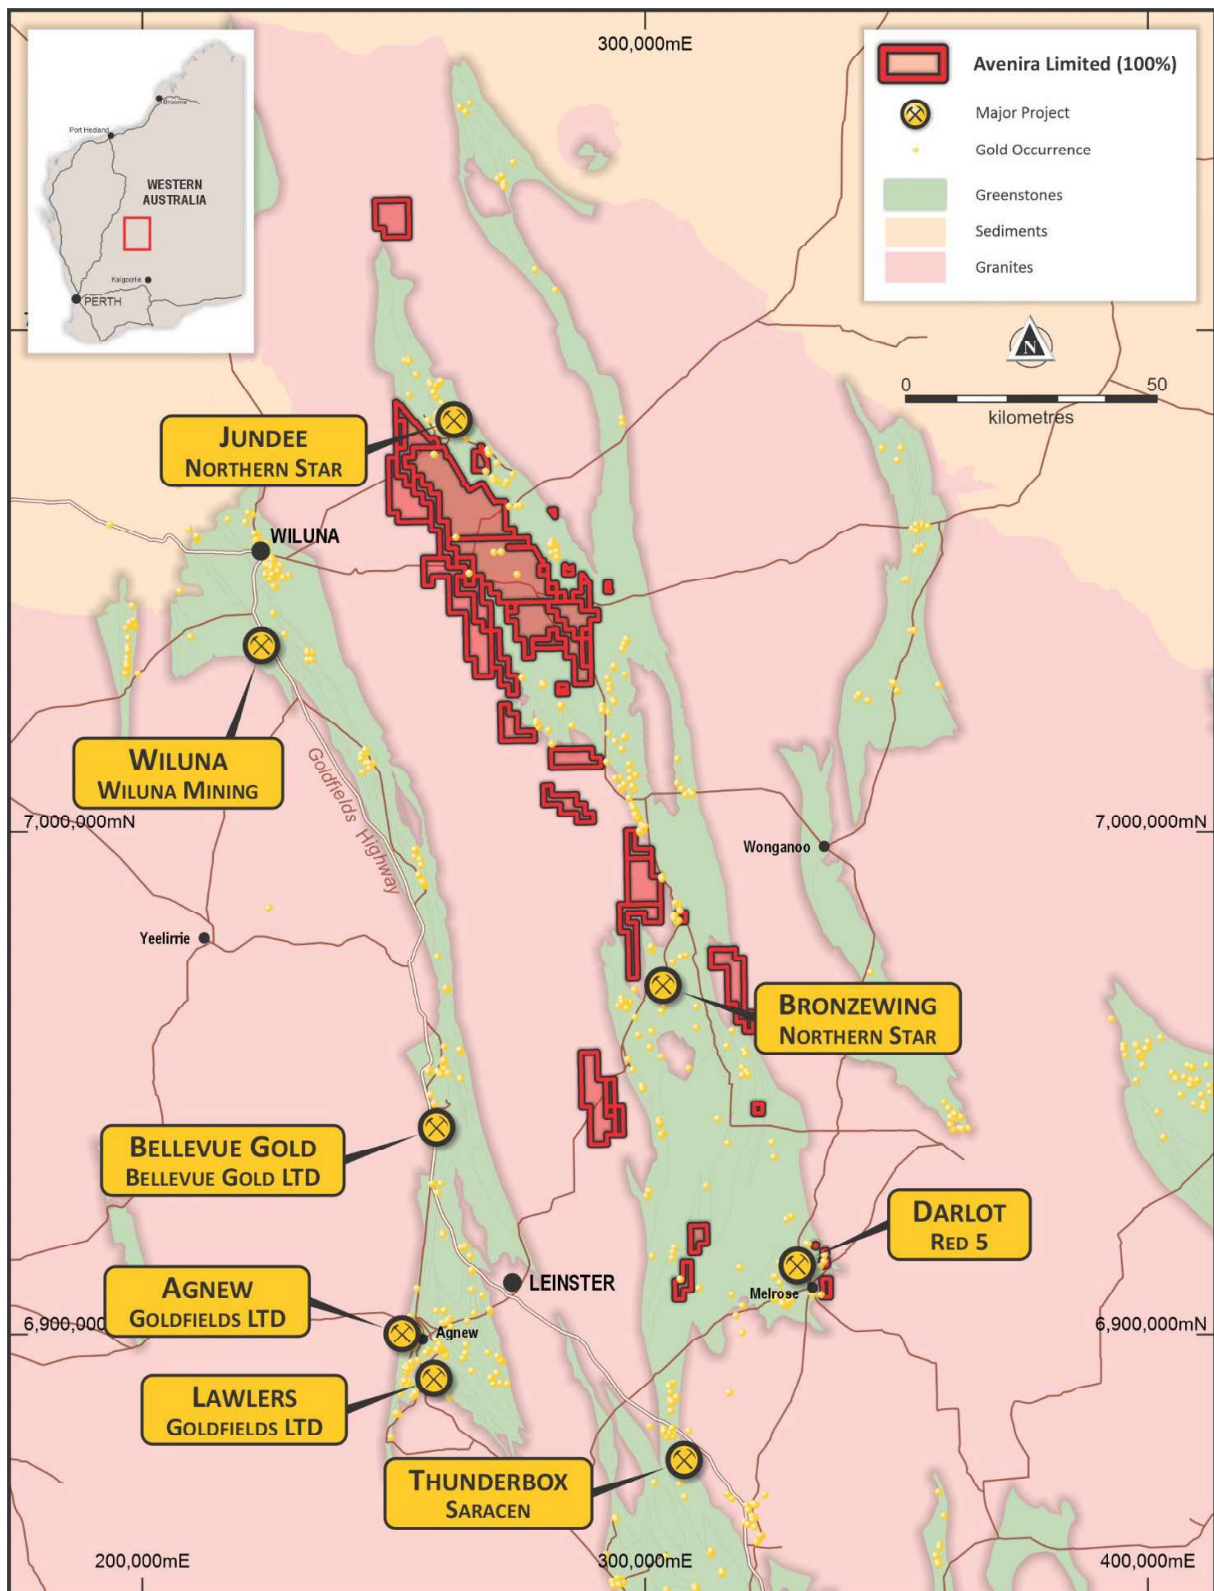 300,000mE
Broome
Port Hedland
WESTERN
AUSTRALIA
Kalgoorlie
PERTH
Avenira Limited (100%)
Major Project
Gold Occurrence
Greenstones
Sediments
Granites
N
0
50
kilometres
JUNDEE
NORTHERN STAR
WILUNA
WILUNA
WILUNA MINING
Goldfields Highway
7,000,000mN
7,000,000mN
Wonganoo
Yeelirrie
BRONZEWING
NORTHERN STAR
BELLEVUE GOLD
BELLEVUE GOLD LTD
DARLOT
RED 5
LEINSTER
Melrose
AGNEW
GOLDFIELDS LTD
Agnew
6,900,000
6,900,000mN
LAWLERS
GOLDFIELDS LTD
THUNDERBOX
SARACEN
200,000mE
300,000mE
400,000mE